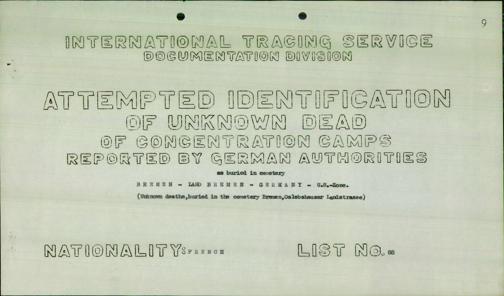 9
INTERNATIONAL TRACING SERVICE
DOCUMENTATION DIVISION
ATTEMPTED IDENTIFICATION
OF UNKNOWN DEAD
OF CONCENTRATION CAMPS
REPORTED BY GERMAN AUTHORITIES
as buried in cemetery
BREMEN - LAND BREMEN - GERMANY - U.S.-Zone.
(Unknown deaths,buried in the cemetery Bremen,Oslebshauser Landstrasse)
NATIONALITY: FRENCH LIST No.